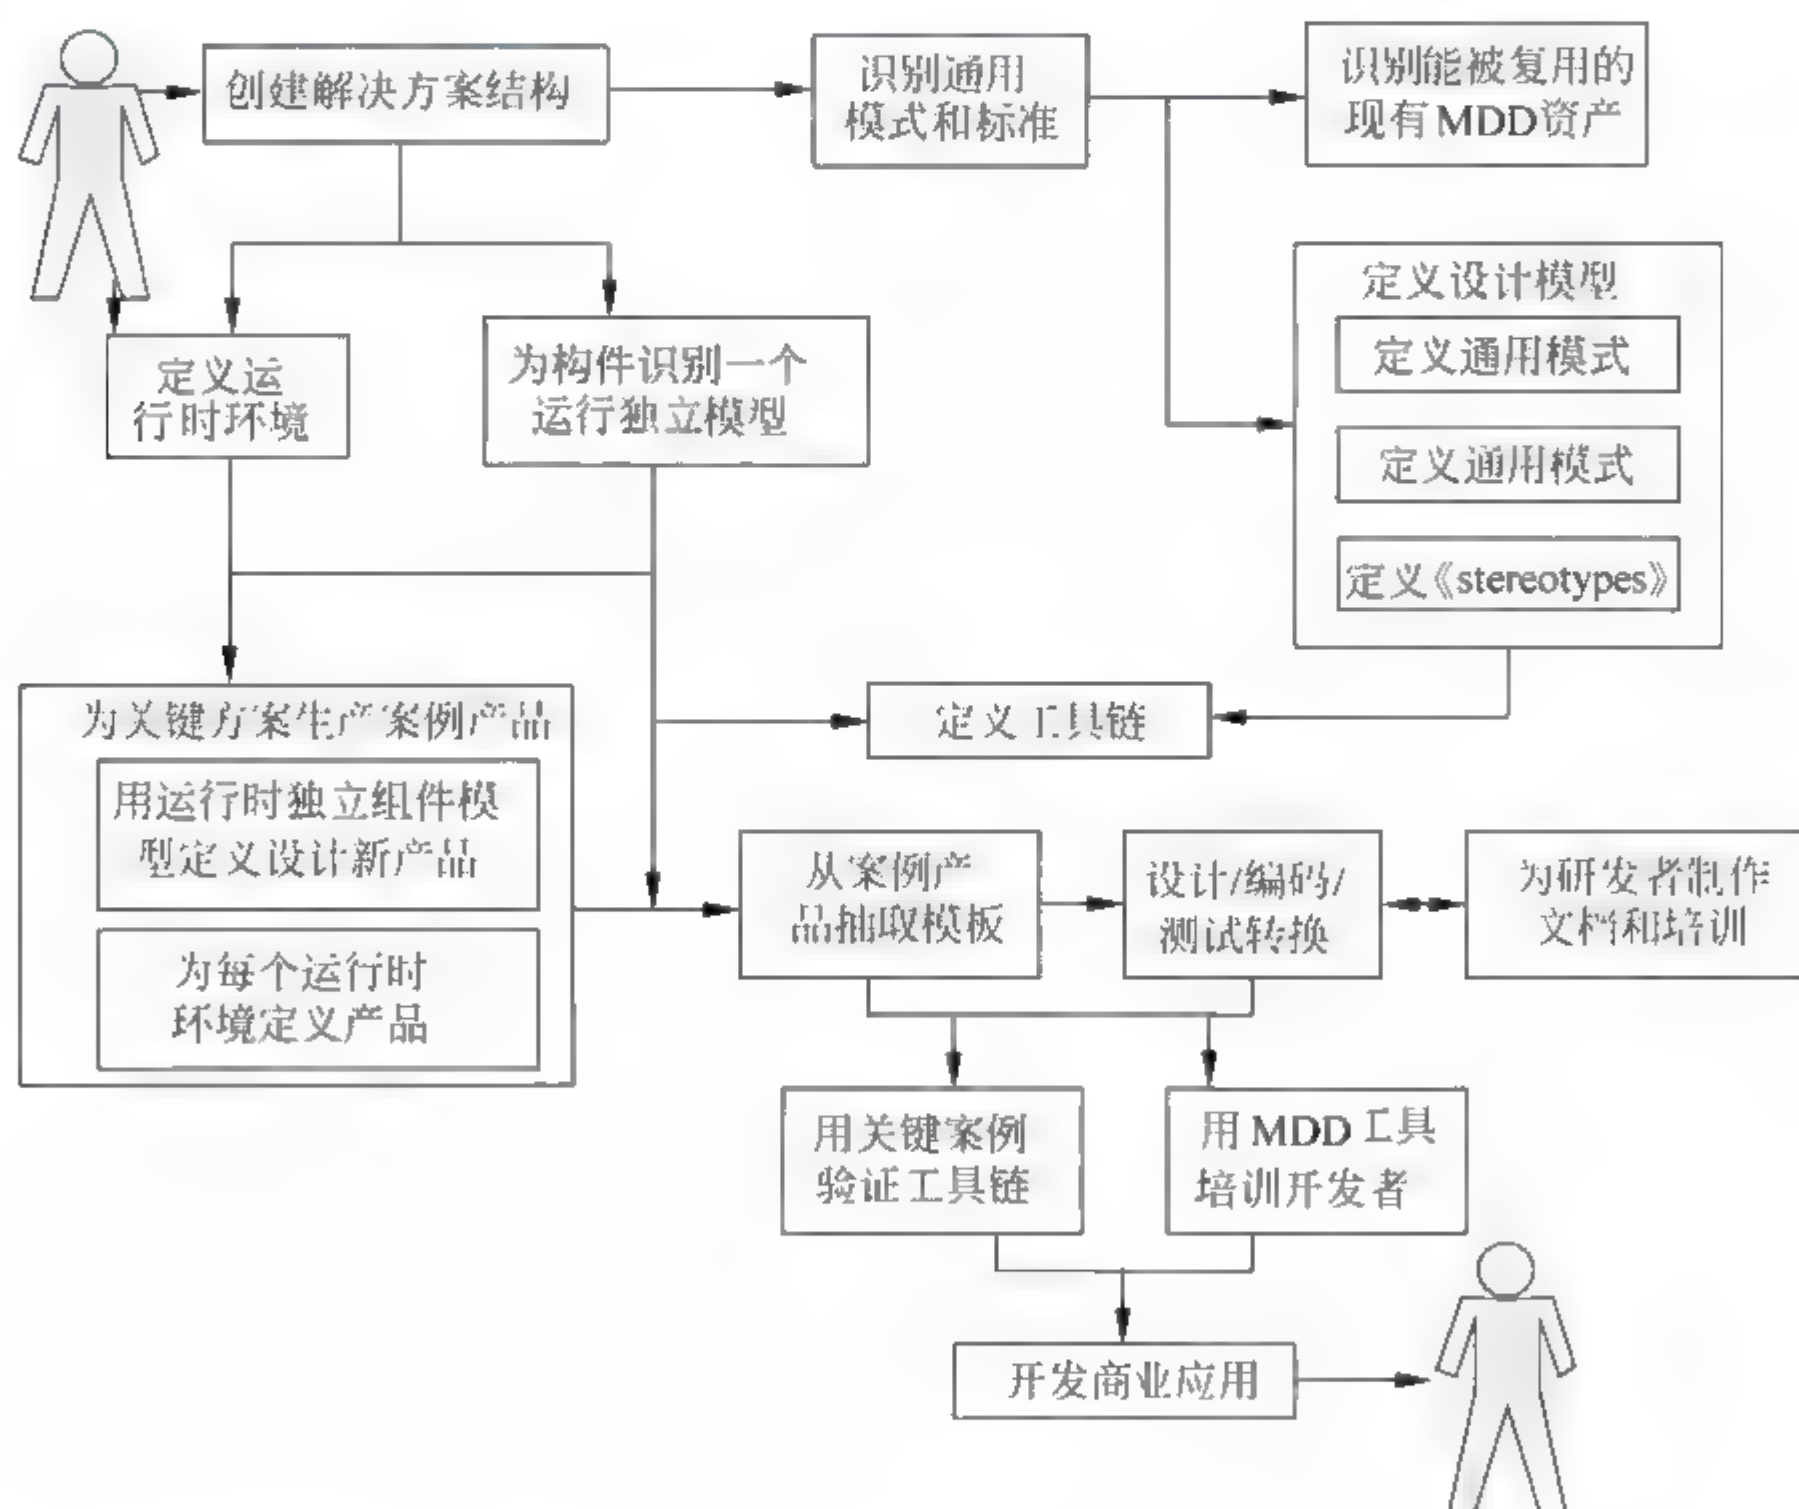 创建解决方案结构
识别通用
模式和标准
识别能被复用的
现有MDD资产
定义设计模型
定义通用模式
定义通用模式
定义《stereotypes》
定义运
行时环境
为构件识别一个
运行独立模型
为关键方案生产案例产品
用运行时独立组件模
型定义设计新产品
为每个运行时
环境定义产品
定义工具链
从案例产
品抽取模板
设计/编码/
测试转换
为研发者制作
文档和培训
用关键案例
验证工具链
用MDD工具
培训开发者
开发商业应用